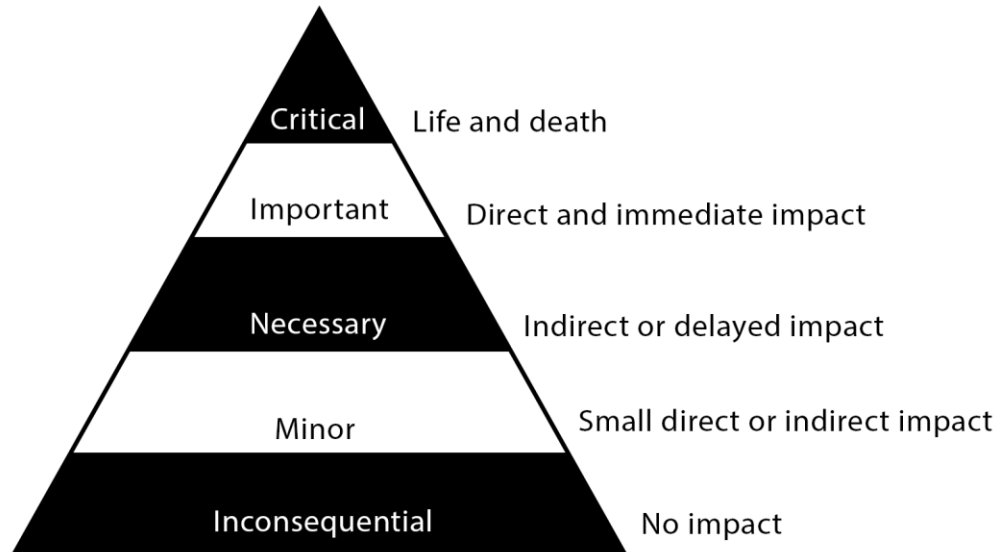 Critical
Life and death
Important
Direct and immediate impact
Necessary
Indirect or delayed impact
Minor
Small direct or indirect impact
Inconsequential
No impact